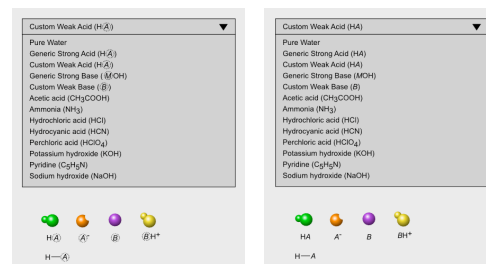 Custom Weak Acid (HⒶ) ▼
Pure Water
Generic Strong Acid (HⒶ)
Custom Weak Acid (HⒶ)
Generic Strong Base (ⓂOH)
Custom Weak Base (Ⓑ)
Acetic acid (CH₃COOH)
Ammonia (NH₃)
Hydrochloric acid (HCl)
Hydrocyanic acid (HCN)
Perchloric acid (HClO₄)
Potassium hydroxide (KOH)
Pyridine (C₅H₅N)
Sodium hydroxide (NaOH)
HⒶ Ⓐ⁻ Ⓑ ⒷH⁺
H—Ⓐ
Custom Weak Acid (HA) ▼
Pure Water
Generic Strong Acid (HA)
Custom Weak Acid (HA)
Generic Strong Base (MOH)
Custom Weak Base (B)
Acetic acid (CH₃COOH)
Ammonia (NH₃)
Hydrochloric acid (HCl)
Hydrocyanic acid (HCN)
Perchloric acid (HClO₄)
Potassium hydroxide (KOH)
Pyridine (C₅H₅N)
Sodium hydroxide (NaOH)
HA A⁻ B BH⁺
H—A